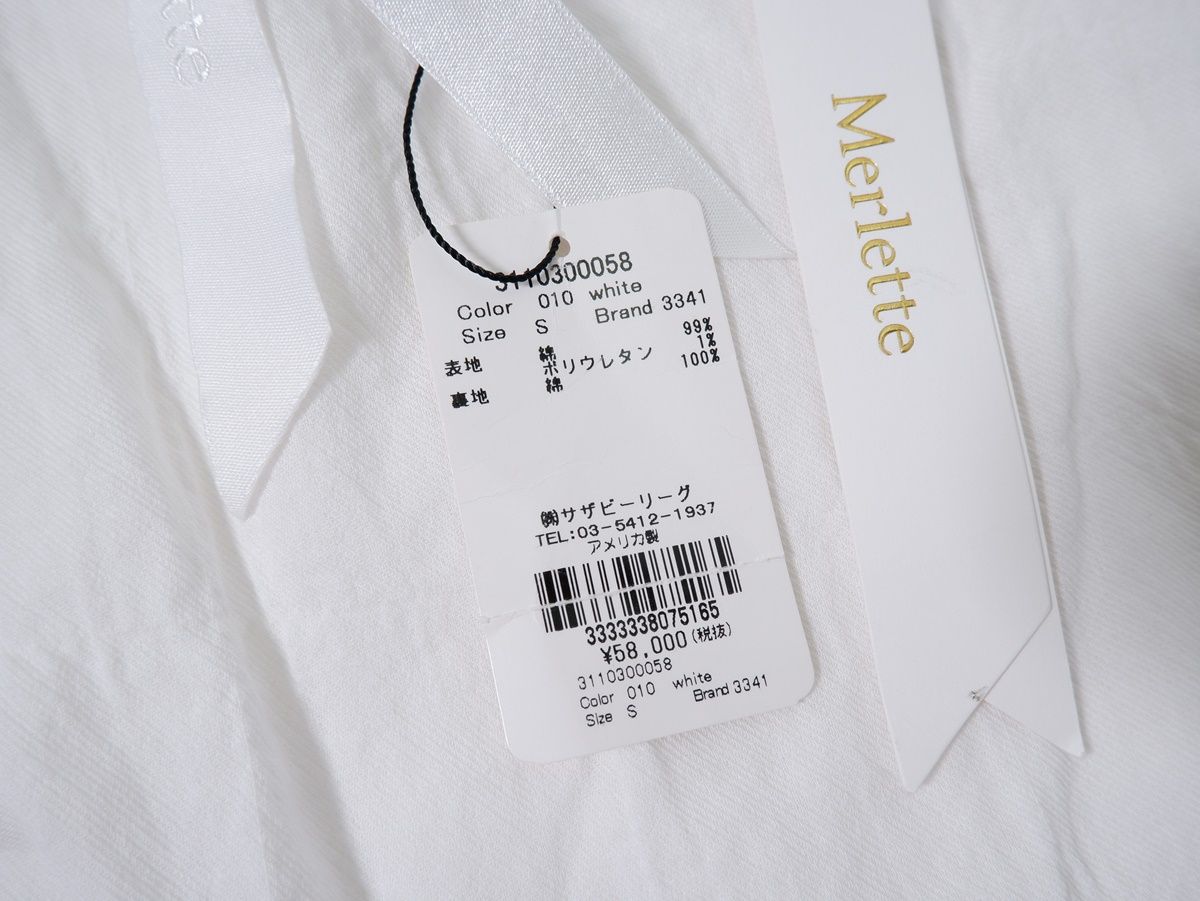 tte
Merlette
3110300058
Color 010 white
Size S Brand 3341
表地 綿 99%
ポリウレタン 1%
裏地 綿 100%
㈱サザビーリーグ
TEL:03-5412-1937
アメリカ製
3333338075165
¥58,000(税抜)
3110300058
Color 010 white
Size S Brand 3341